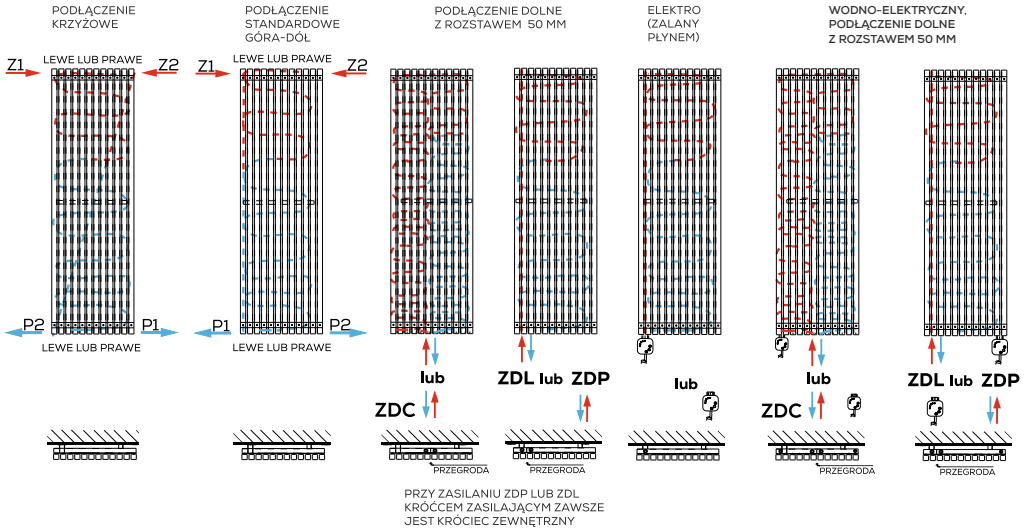 PODŁĄCZENIE
KRZYŻOWE
PODŁĄCZENIE
STANDARDOWE
GÓRA-DÓŁ
PODŁĄCZENIE DOLNE
Z ROZSTAWEM 50 MM
ELEKTRO
(ZALANY
PŁYNEM)
WODNO-ELEKTRYCZNY,
PODŁĄCZENIE DOLNE
Z ROZSTAWEM 50 MM
LEWE LUB PRAWE
LEWE LUB PRAWE
Z1
Z2
Z1
Z2
P2
P1
P1
P2
LEWE LUB PRAWE
LEWE LUB PRAWE
lub
ZDC
ZDL lub ZDP
lub
lub
ZDC
ZDL lub ZDP
PRZEGRODA
PRZEGRODA
PRZEGRODA
PRZEGRODA
PRZY ZASILANIU ZDP LUB ZDL
KRÓĆCEM ZASILAJĄCYM ZAWSZE
JEST KRÓCIEC ZEWNĘTRZNY